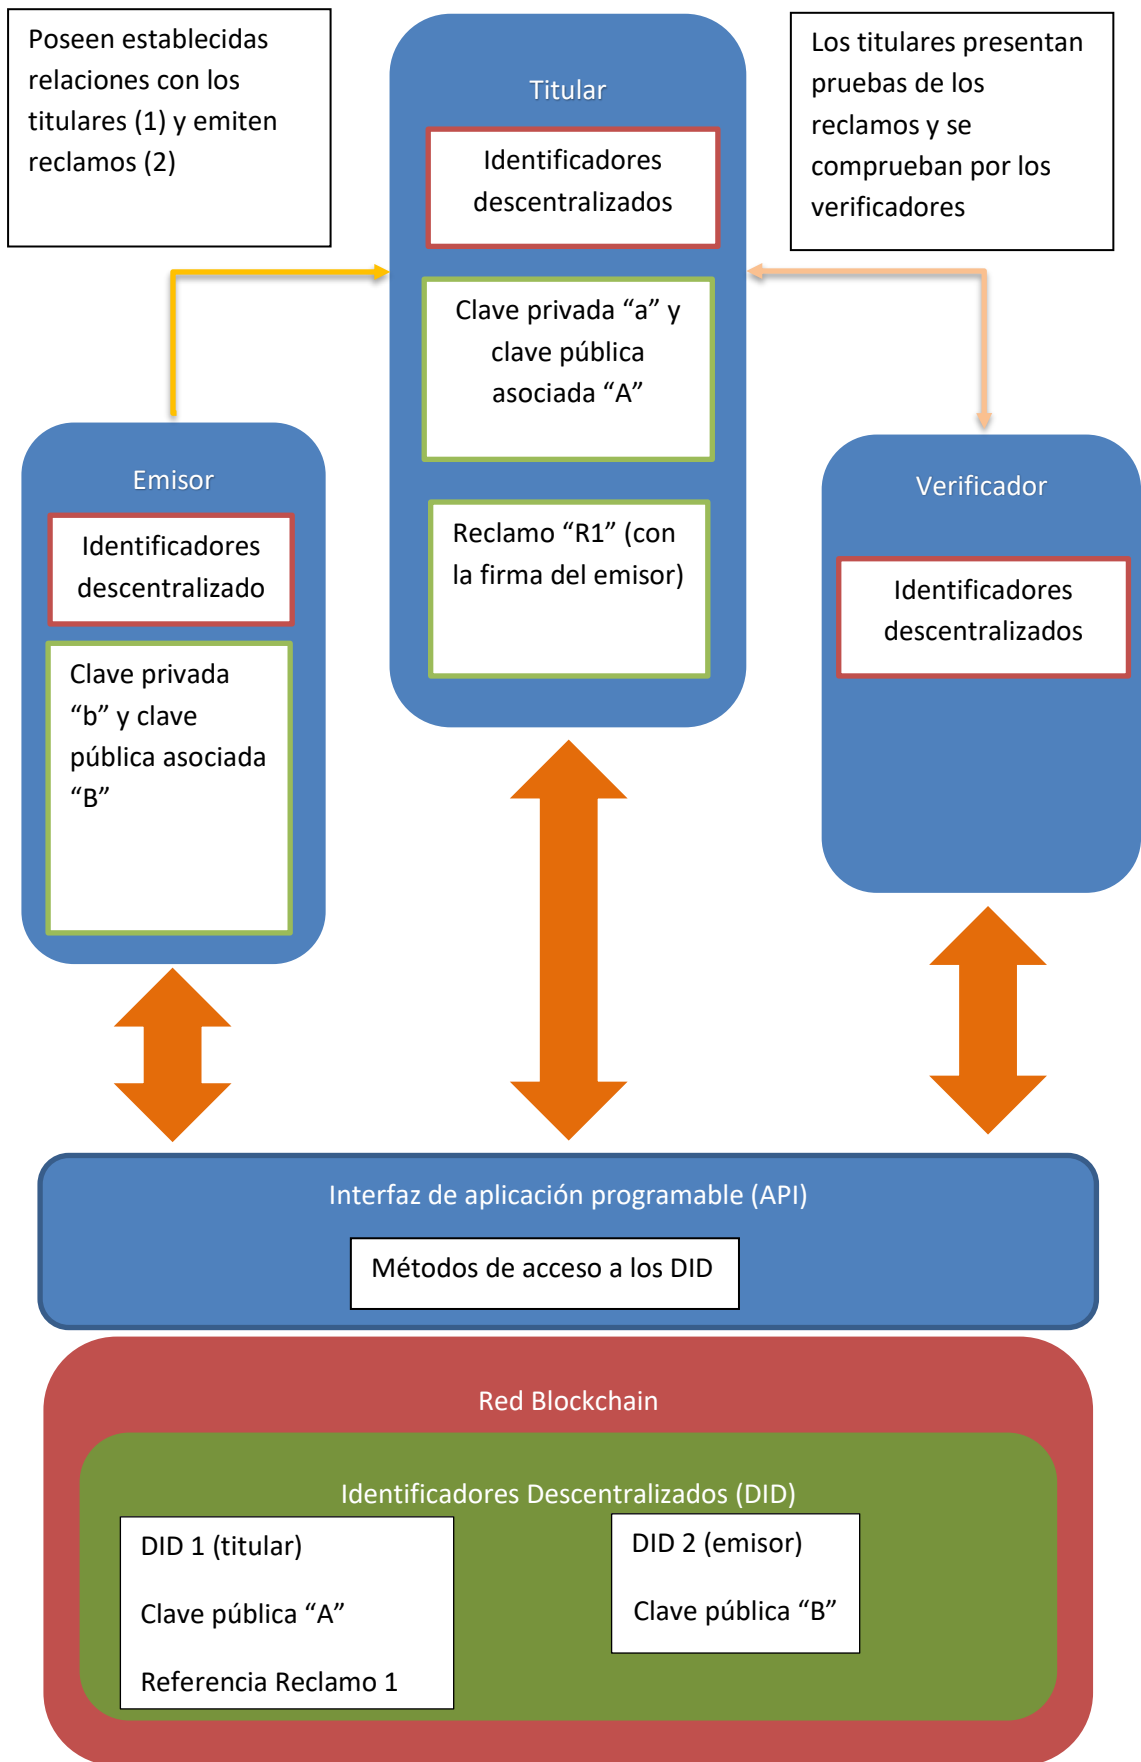 Poseen establecidas
relaciones con los
titulares (1) y emiten
reclamos (2)
Titular
Identificadores
descentralizados
Clave privada “a” y
clave pública
asociada “A”
Reclamo “R1” (con
la firma del emisor)
Los titulares presentan
pruebas de los
reclamos y se
comprueban por los
verificadores
Emisor
Identificadores
descentralizado
Clave privada
“b” y clave
pública asociada
“B”
Verificador
Identificadores
descentralizados
Interfaz de aplicación programable (API)
Métodos de acceso a los DID
Red Blockchain
Identificadores Descentralizados (DID)
DID 1 (titular)
Clave pública “A”
Referencia Reclamo 1
DID 2 (emisor)
Clave pública “B”